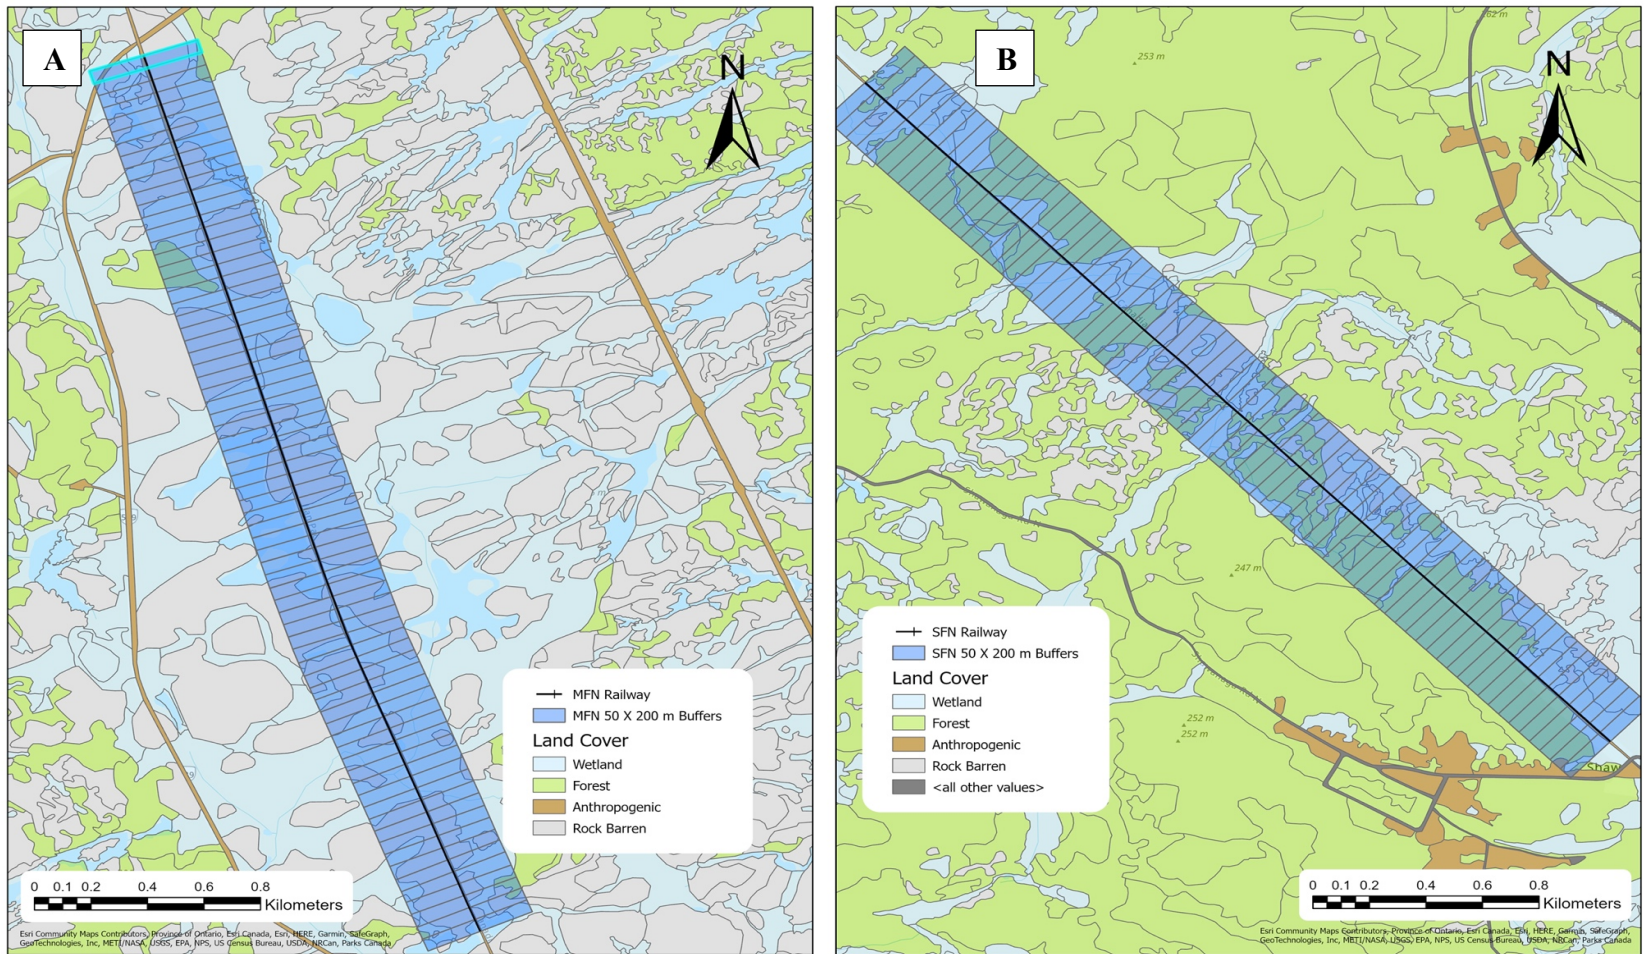 A
N
MFN Railway
MFN 50 X 200 m Buffers
Land Cover
Wetland
Forest
Anthropogenic
Rock Barren
0 0.1 0.2 0.4 0.6 0.8
Kilometers
Esri Community Maps Contributors, Province of Ontario, Esri Canada, Esri, HERE, Garmin, SafeGraph,
GeoTechnologies, Inc, METI/NASA, USGS, EPA, NPS, US Census Bureau, USDA, NRCan, Parks Canada
B
N
262 m
253 m
247 m
SFN Railway
SFN 50 X 200 m Buffers
Land Cover
Wetland
Forest
Anthropogenic
Rock Barren
<all other values>
252 m
252 m
Shaw
0 0.1 0.2 0.4 0.6 0.8
Kilometers
Esri Community Maps Contributors, Province of Ontario, Esri Canada, Esri, HERE, Garmin, SafeGraph,
GeoTechnologies, Inc, METI/NASA, USGS, EPA, NPS, US Census Bureau, USDA, NRCan, Parks Canada